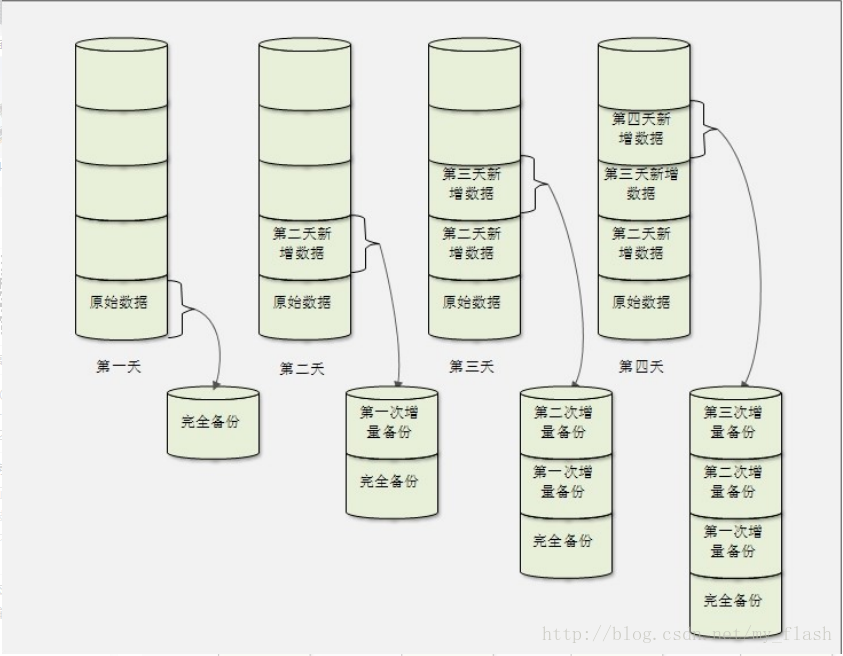 第四天新
增数据
第三天新
增数据
第三天新增
数据
第二天新
增数据
第二天新
增数据
第二天新
增数据
原始数据
原始数据
原始数据
原始数据
第一天
第二天
第三天
第四天
完全备份
第一次增
量备份
完全备份
第二次增
量备份
第一次增
量备份
完全备份
第三次增
量备份
第二次增
量备份
第一次增
量备份
完全备份
http://blog.csdn.net/my_flash